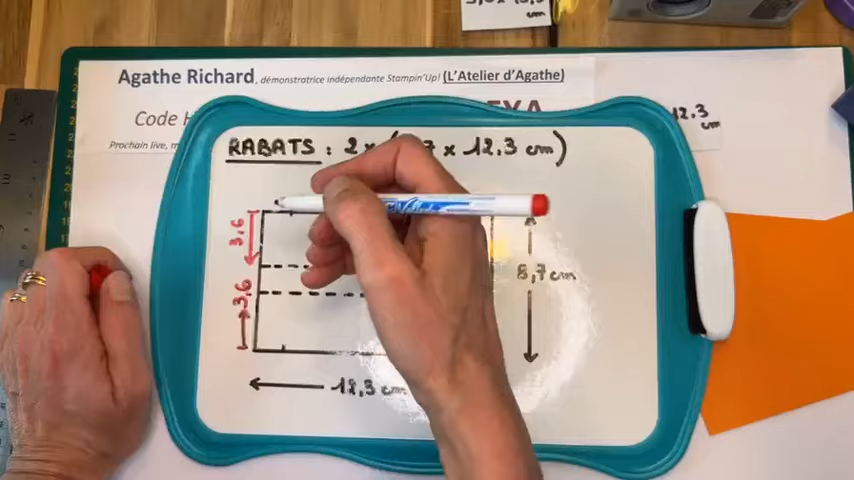 Agathe Richard, démonstratrice indépendante Stampin'Up! (L'Atelier d'Agathe)
Code
12.3
cm
Prochain live,
RABATS : 2 x 7 x 12.3 cm)
3,6
8,7 cm
3,6
12,3 cm